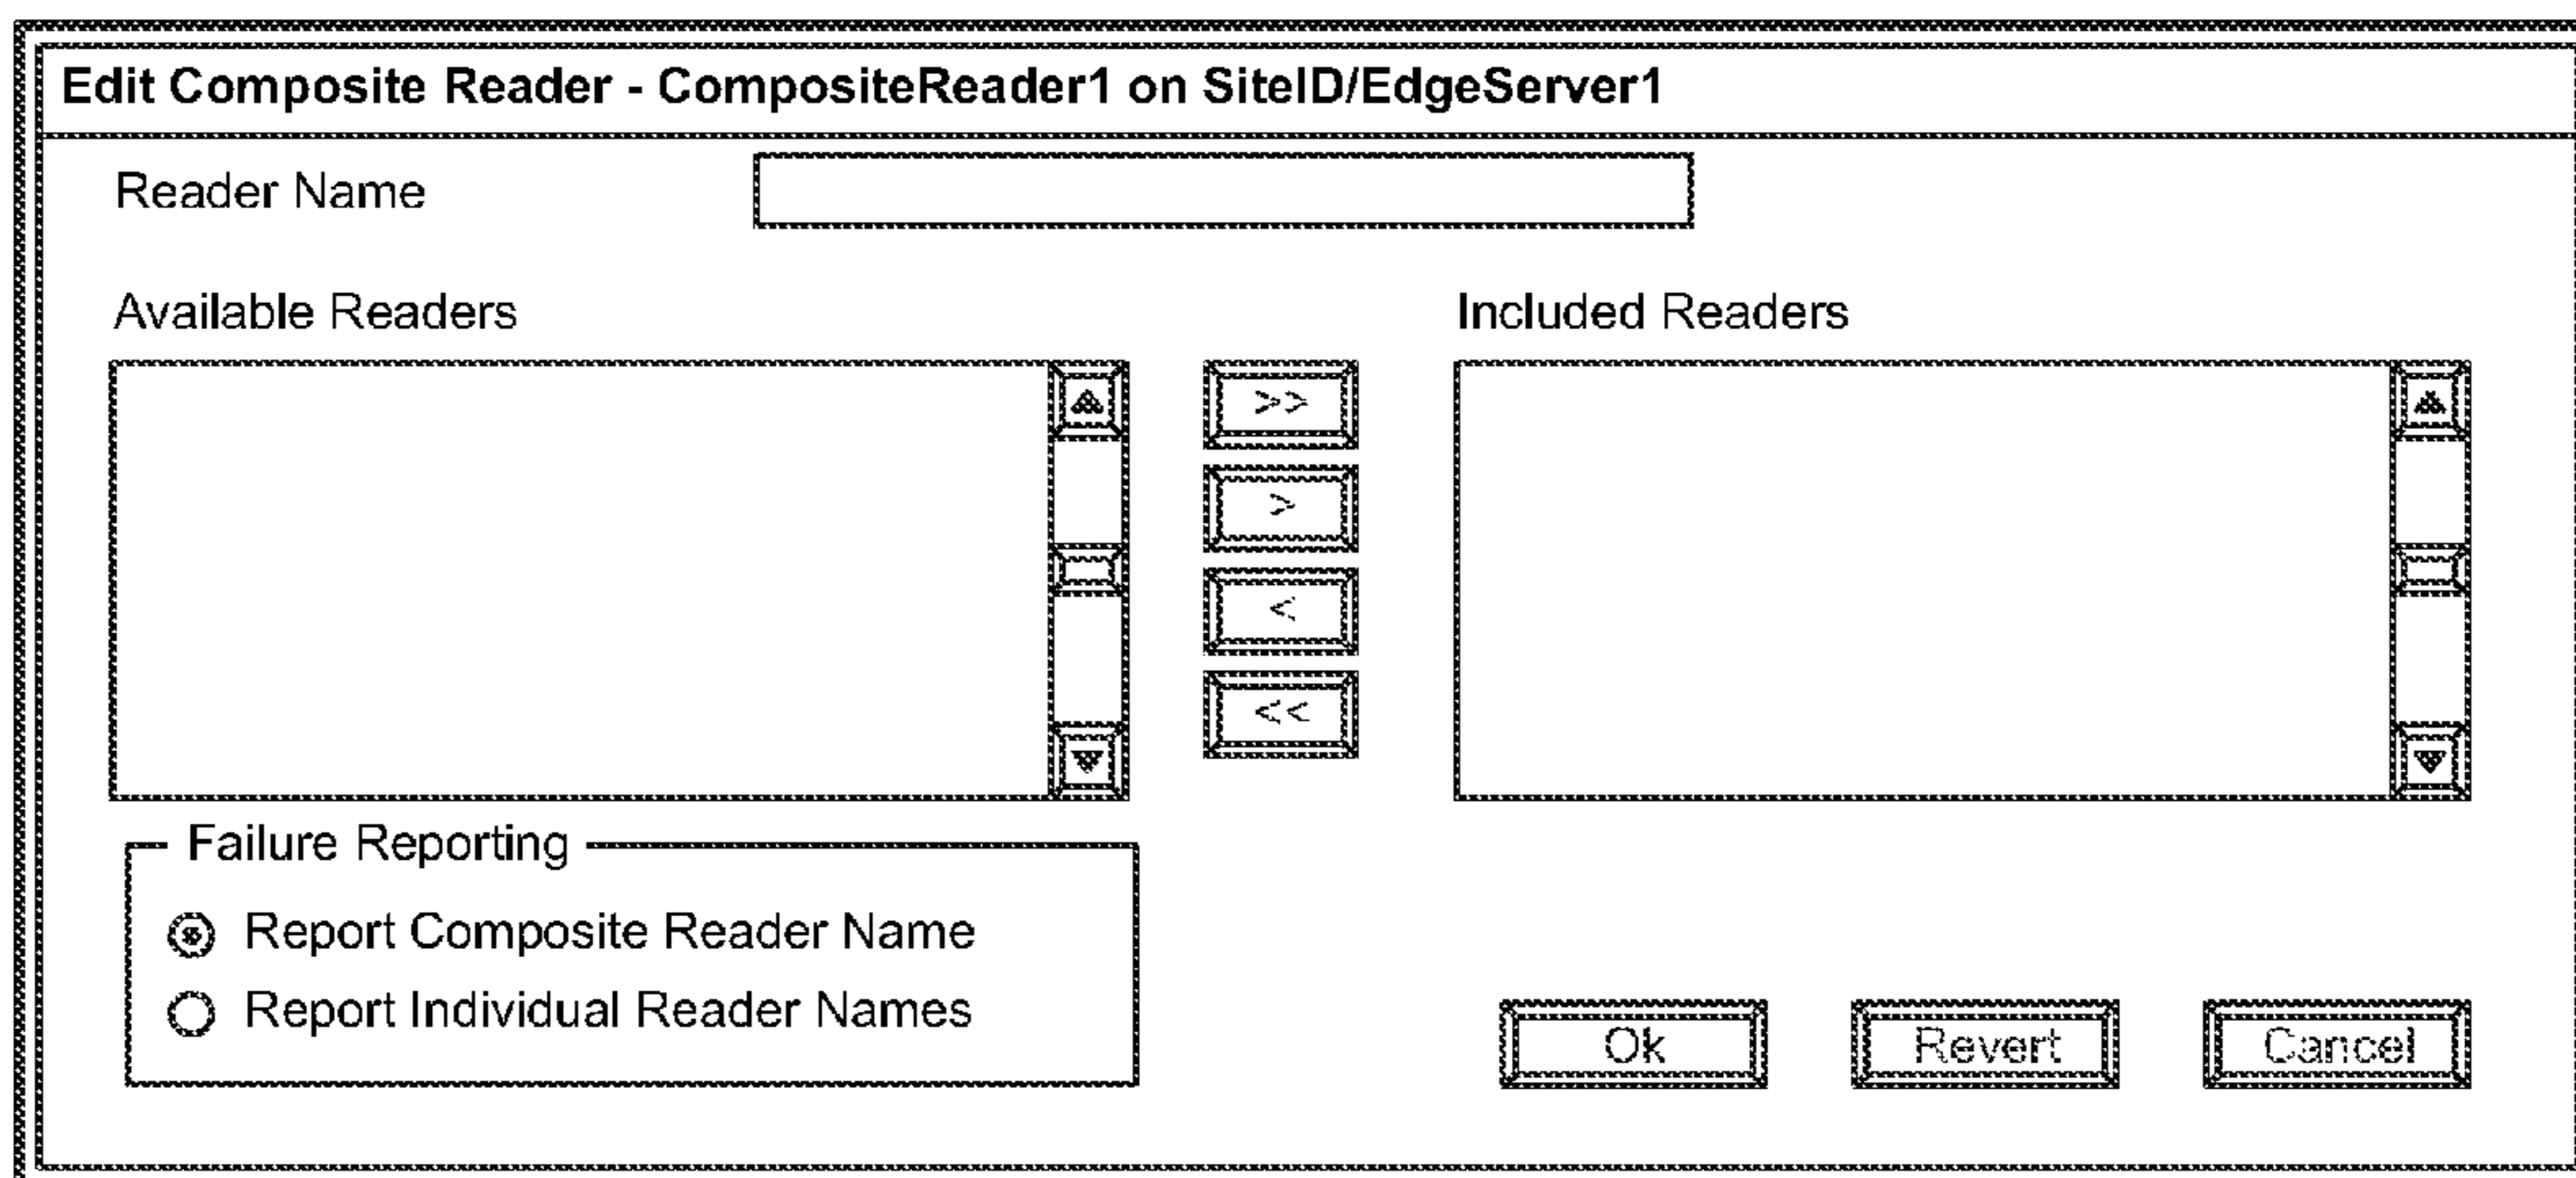 Edit Composite Reader - CompositeReader1 on SiteID/EdgeServer1
Reader Name
Available Readers
Included Readers
>>
>
<
<<
Failure Reporting
Report Composite Reader Name
Report Individual Reader Names
Ok
Revert
Cancel